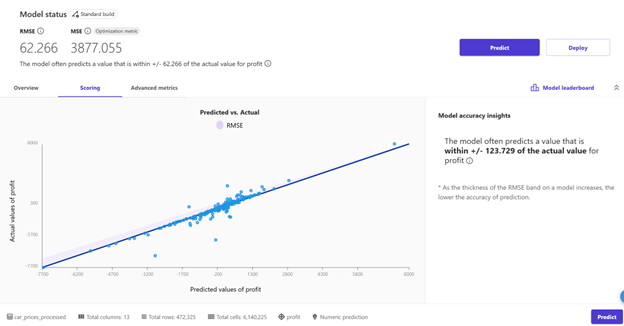 Model status Standard build
RMSE MSE Optimization metric
62.266 3877.055
The model often predicts a value that is within +/- 62.266 of the actual value for profit
Predict Deploy
Overview Scoring Advanced metrics Model leaderboard
Predicted vs. Actual
RMSE
Actual values of profit
8000
300
-3700
-7700
-7700 -6200 -4700 -3200 -1700 -200 1300 2800 4300 5800 8000
Predicted values of profit
Model accuracy insights
The model often predicts a value that is
within +/- 123.729 of the actual value for
profit
* As the thickness of the RMSE band on a model increases, the
lower the accuracy of prediction.
car_prices_processed Total columns: 13 Total rows: 472,325 Total cells: 6,140,225 profit Numeric prediction Predict